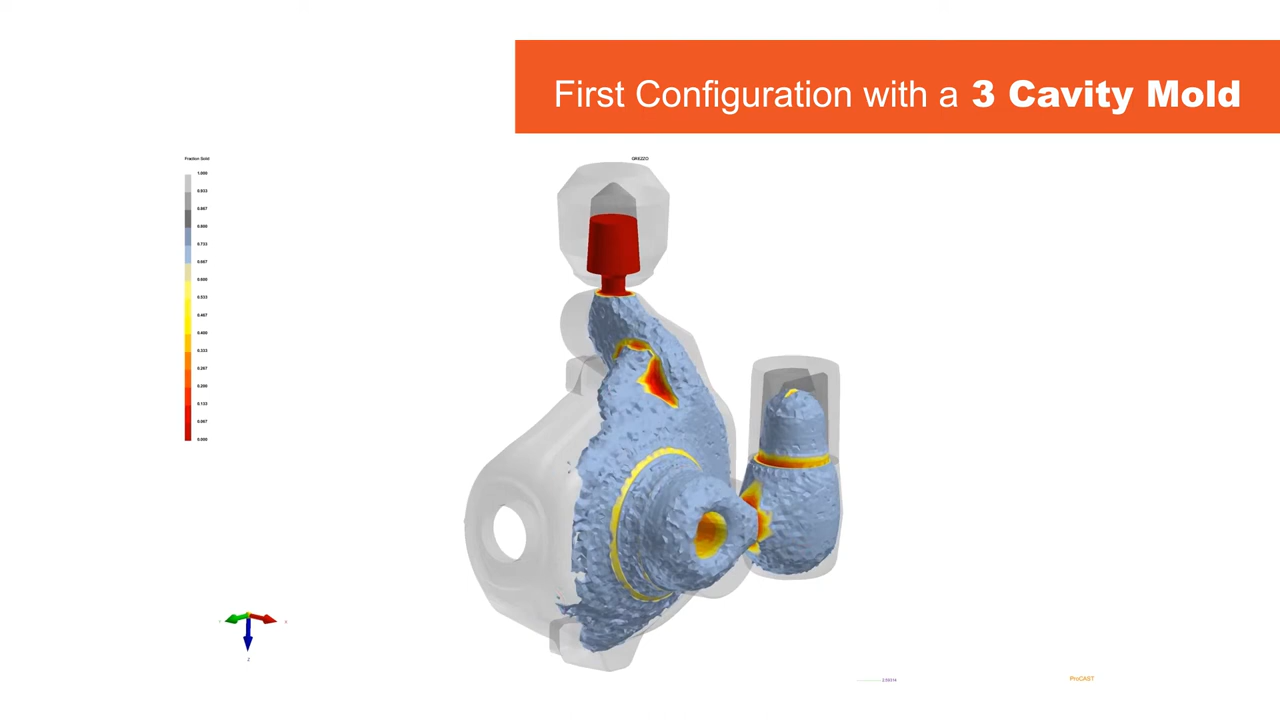 First Configuration with a 3 Cavity Mold
Fraction Solid
GREZZO
1.000
0.933
0.867
0.800
0.733
0.667
0.600
0.533
0.467
0.400
0.333
0.267
0.200
0.133
0.067
0.000
Y
X
Z
ProCAST